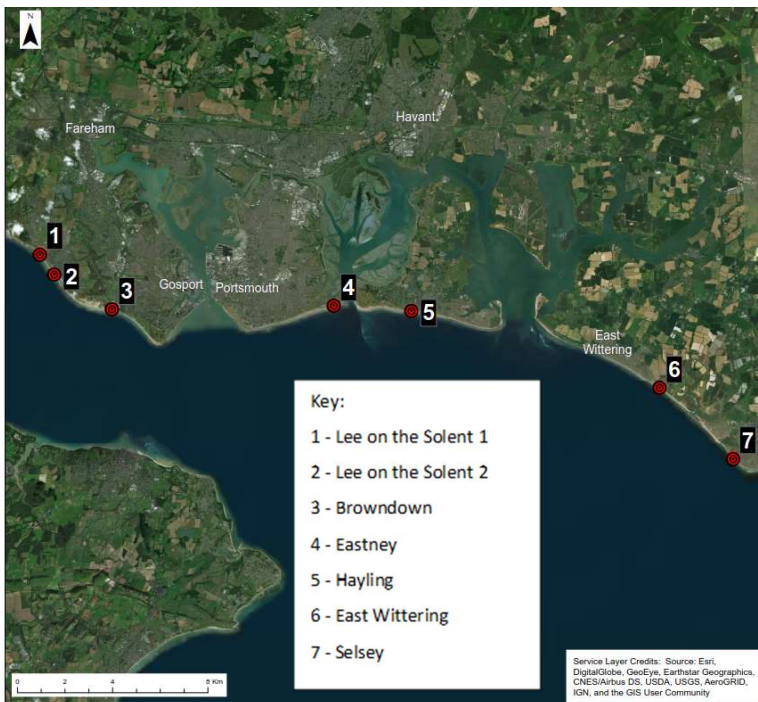 N
Havant
Fareham
1
2
3
Gosport
Portsmouth
4
5
East
Wittering
6
7
Key:
1 - Lee on the Solent 1
2 - Lee on the Solent 2
3 - Browndown
4 - Eastney
5 - Hayling
6 - East Wittering
7 - Selsey
0 2 4 8 Km
Service Layer Credits: Source: Esri,
DigitalGlobe, GeoEye, Earthstar Geographics,
CNES/Airbus DS, USDA, USGS, AeroGRID,
IGN, and the GIS User Community